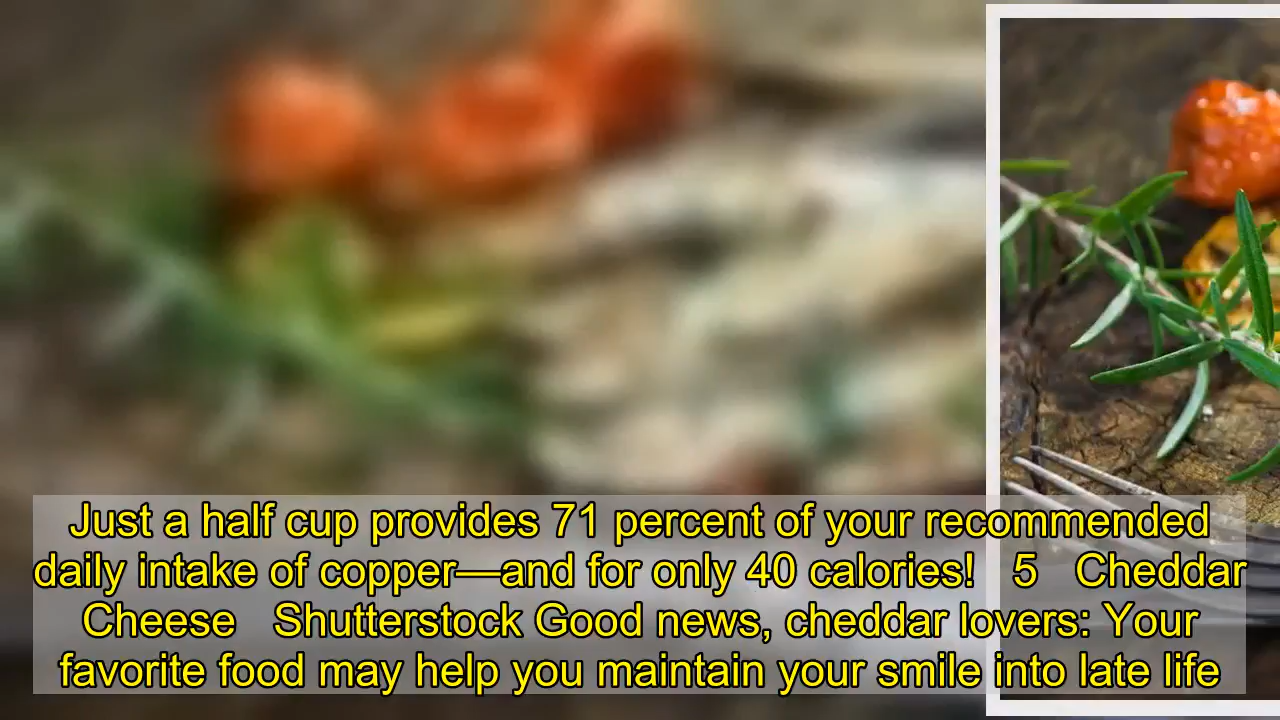 Just a half cup provides 71 percent of your recommended
daily intake of copper—and for only 40 calories!   5   Cheddar
Cheese   Shutterstock Good news, cheddar lovers: Your
favorite food may help you maintain your smile into late life